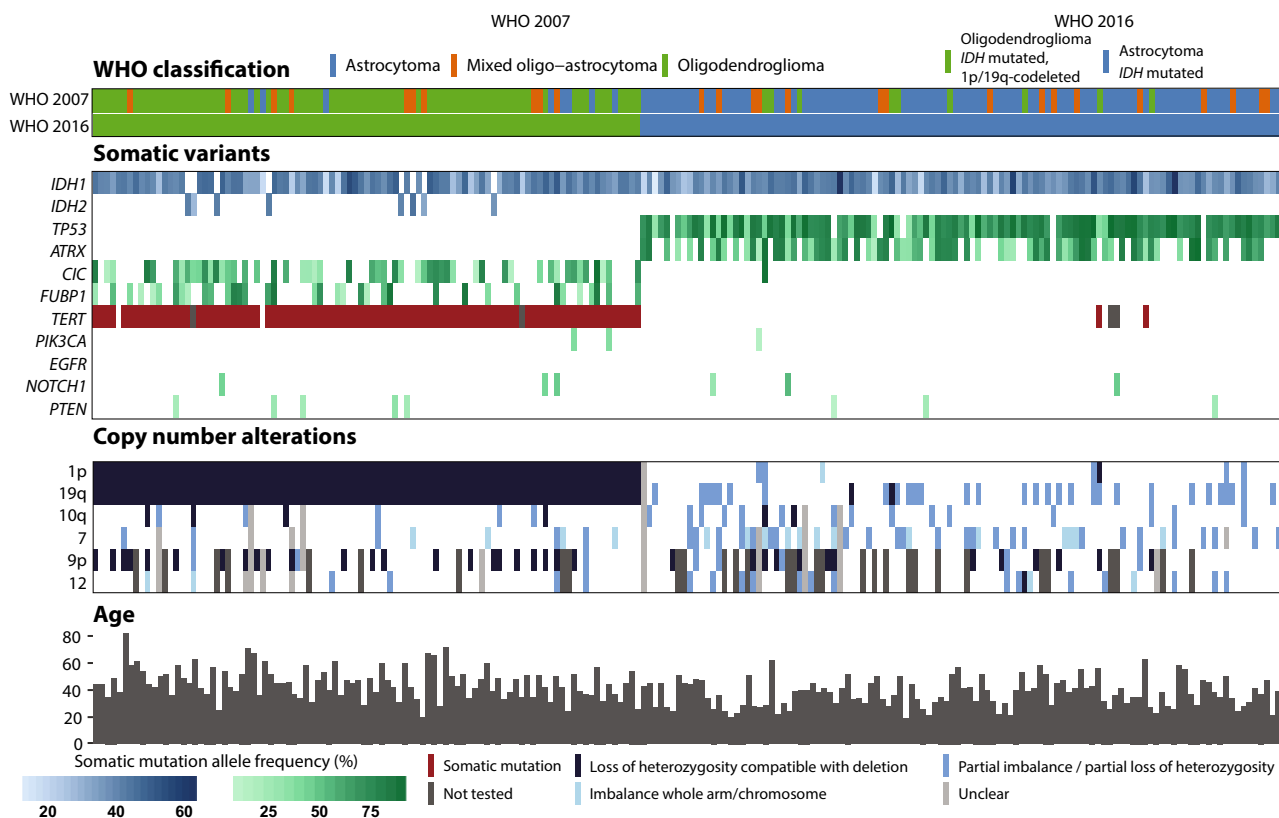 WHO 2007
WHO 2016
WHO classification
Astrocytoma
Mixed oligo−astrocytoma
Oligodendroglioma
Oligodendroglioma
IDH mutated,
1p/19q-codeleted
Astrocytoma
IDH mutated
WHO 2007
WHO 2016
Somatic variants
IDH1
IDH2
TP53
ATRX
CIC
FUBP1
TERT
PIK3CA
EGFR
NOTCH1
PTEN
Copy number alterations
1p
19q
10q
7
9p
12
Age
80
60
40
20
0
Somatic mutation allele frequency (%)
20 40 60
25 50 75
Somatic mutation
Not tested
Loss of heterozygosity compatible with deletion
Imbalance whole arm/chromosome
Partial imbalance / partial loss of heterozygosity
Unclear